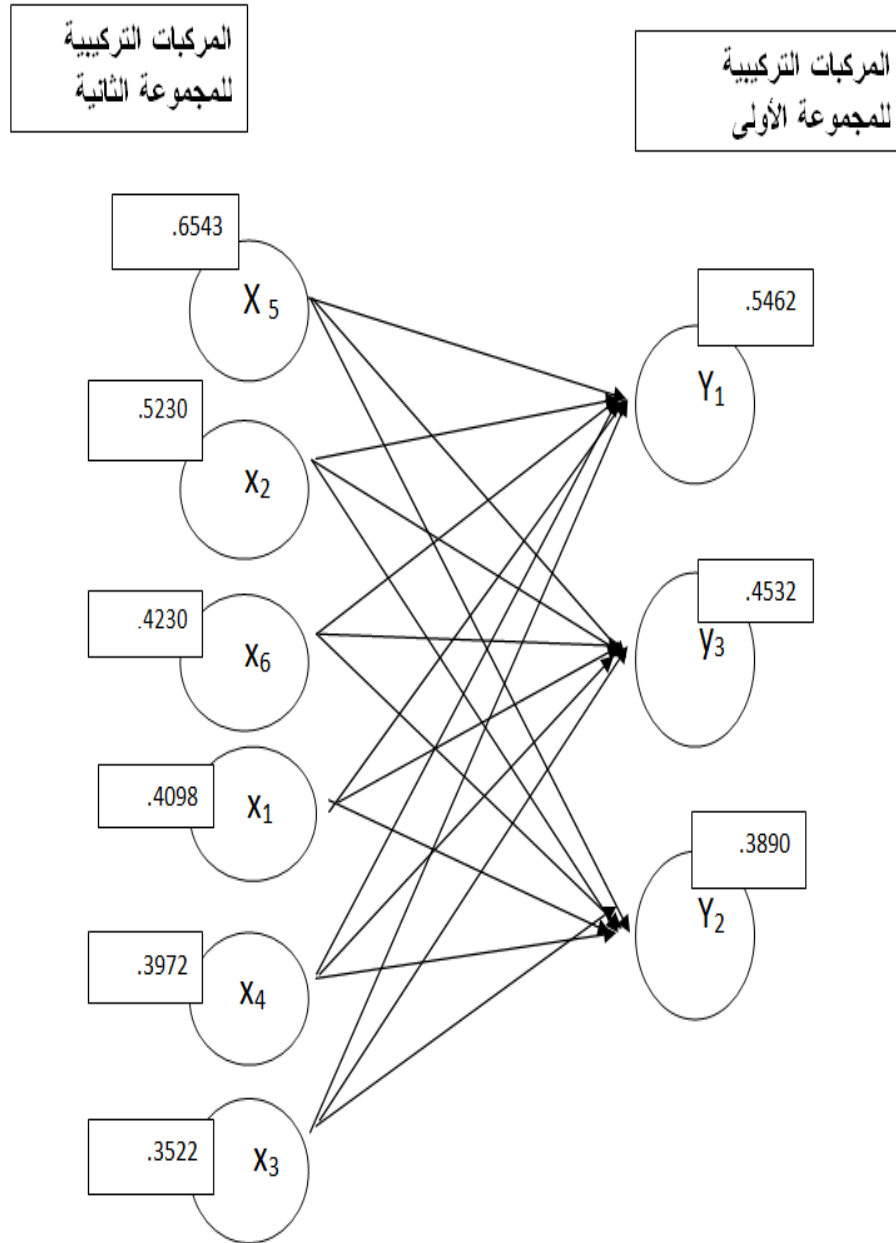 المركبات التركيبية
للمجموعة الأولى
المركبات التركيبية
للمجموعة الثانية
.6543
X 5
.5230
x2
.4230
x6
.4098
x1
.3972
x4
.3522
x3
.5462
Y1
.4532
y3
.3890
Y2